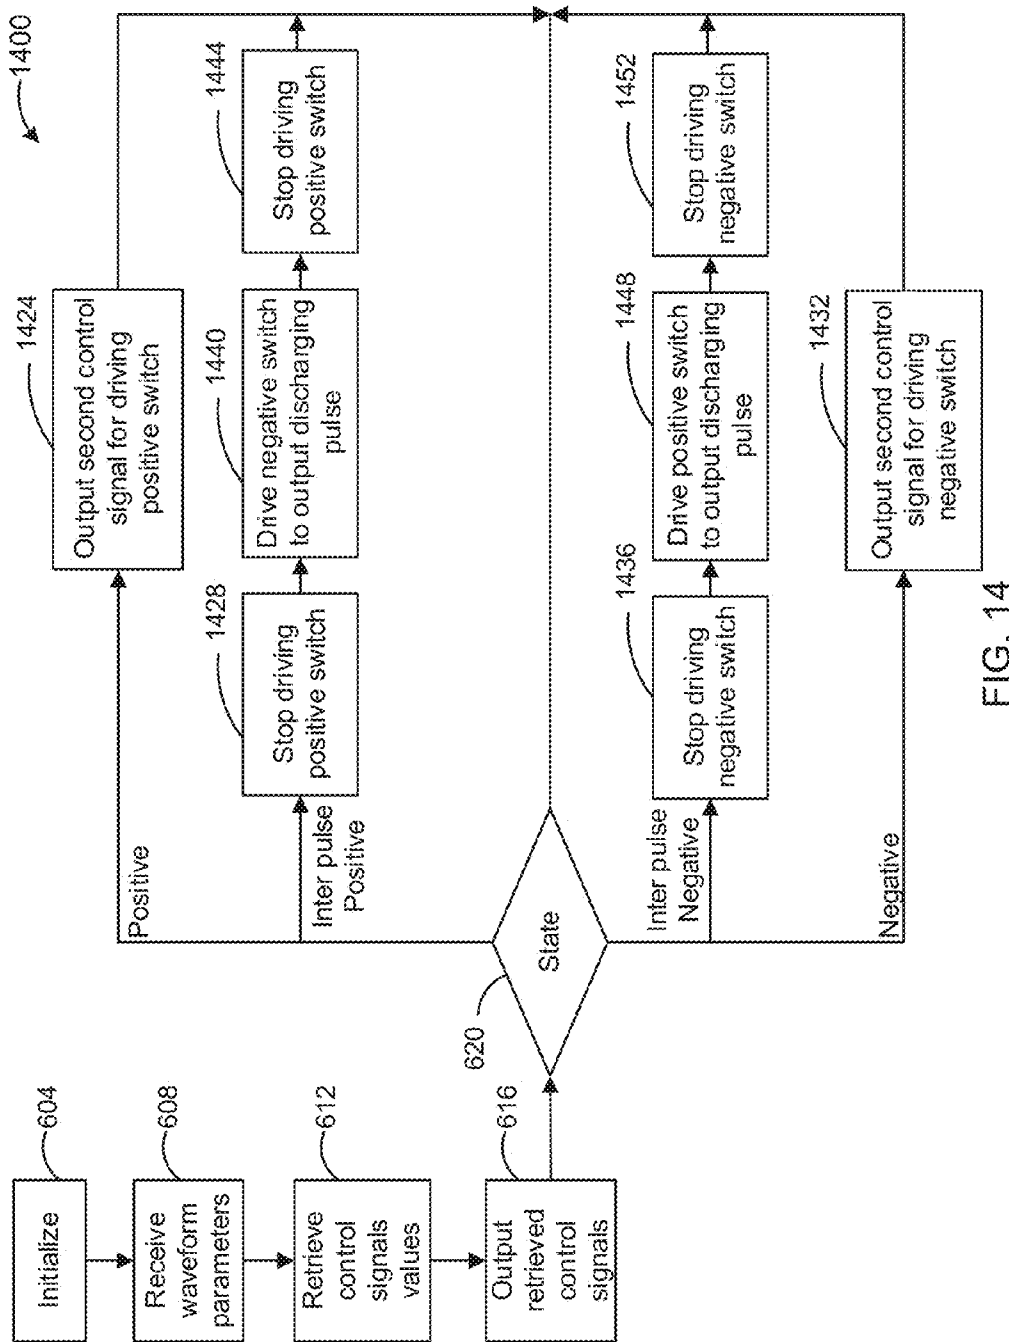 1400
604
Initialize
608
Receive
waveform
parameters
612
Retrieve
control
signals
values
616
Output
retrieved
control
signals
620
State
Positive
1424
Output second control
signal for driving
positive switch
Inter pulse
Positive
1428
Stop driving
positive switch
1440
Drive negative switch
to output discharging
pulse
1444
Stop driving
positive switch
Inter pulse
Negative
1436
Stop driving
negative switch
1448
Drive positive switch
to output discharging
pulse
1452
Stop driving
negative switch
Negative
1432
Output second control
signal for driving
negative switch
FIG. 14